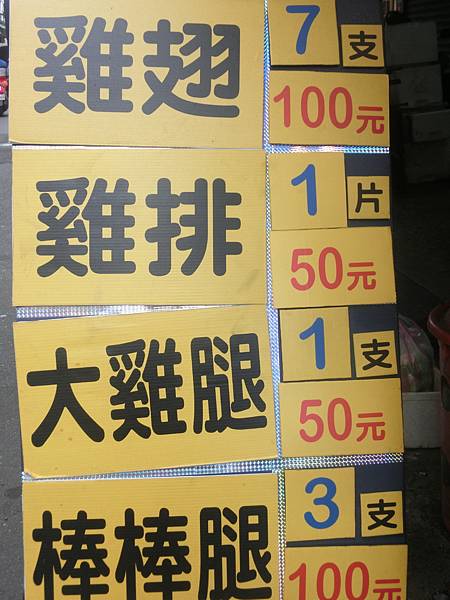 雞翅 7支 100元
雞排 1片 50元
大雞腿 1支 50元
棒棒腿 3支 100元